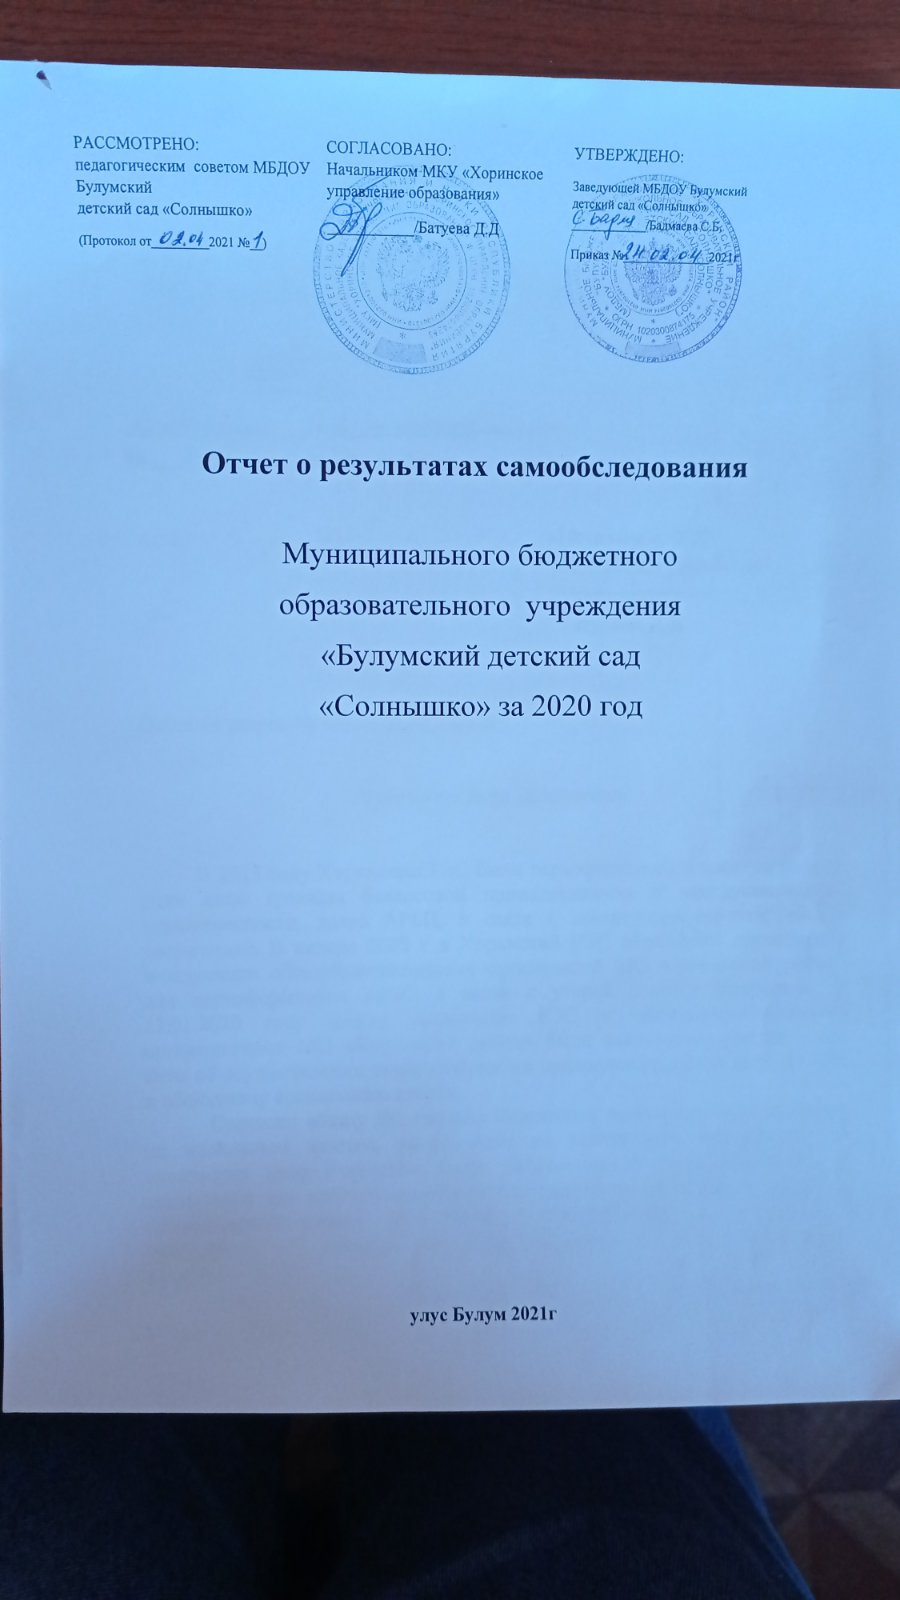 РАССМОТРЕНО:
педагогическим советом МБДОУ
Булумский
детский сад «Солнышко»
(Протокол от 02.04 2021 № 1)
СОГЛАСОВАНО:
Начальником МКУ «Хоринское
управление образования»
/Батуева Д.Д
УТВЕРЖДЕНО:
Заведующей МБДОУ Булумский
детский сад «Солнышко»
/Бадмаева С.Б.
Приказ № 02.04 2021г
ОГРН 1020300874175
Отчет о результатах самообследования
Муниципального бюджетного
образовательного учреждения
«Булумский детский сад
«Солнышко» за 2020 год
улус Булум 2021г